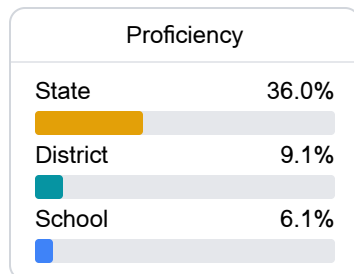 Proficiency
State 36.0%
District 9.1%
School 6.1%